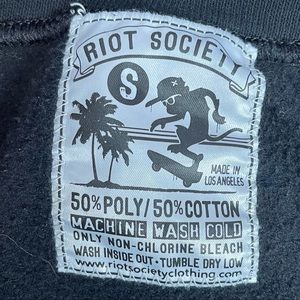 RIOT SOCIETY
S
MADE IN
LOS ANGELES
50% POLY/50% COTTON
MACHINE WASH COLD
ONLY NON-CHLORINE BLEACH
WASH INSIDE OUT • TUMBLE DRY LOW
www.riotsocietyclothing.com